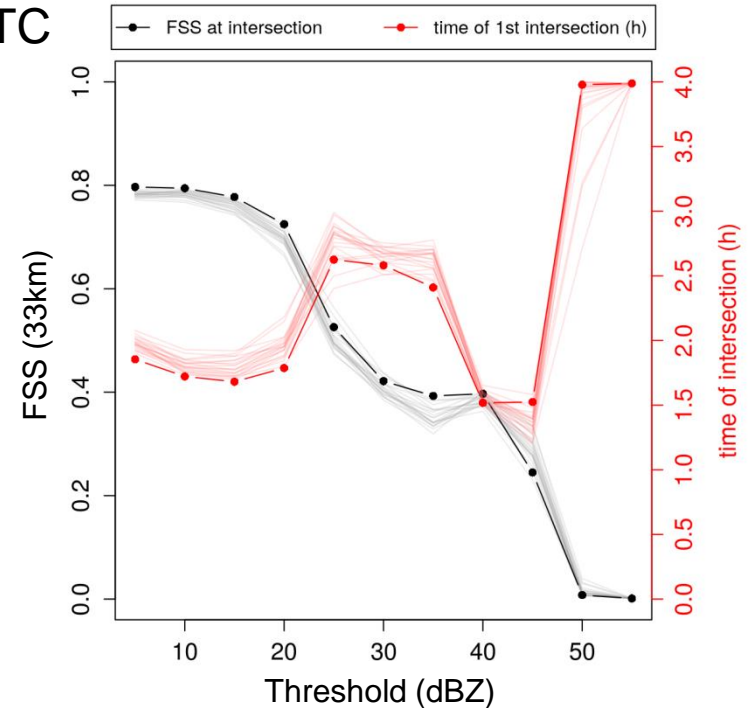 TC
FSS at intersection
time of 1st intersection (h)
1.0
0.8
0.6
0.4
0.2
0.0
FSS (33km)
4.0
3.5
3.0
2.5
2.0
1.5
1.0
0.5
0.0
time of intersection (h)
10 20 30 40 50
Threshold (dBZ)